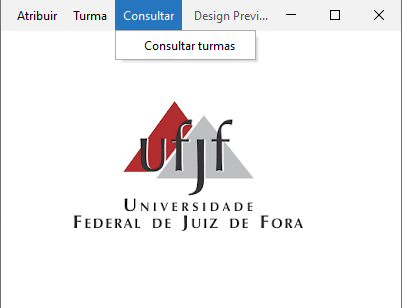 Atribuir Turma Consultar Design Previ...
Consultar turmas
ufjf
UNIVERSIDADE
FEDERAL DE JUIZ DE FORA